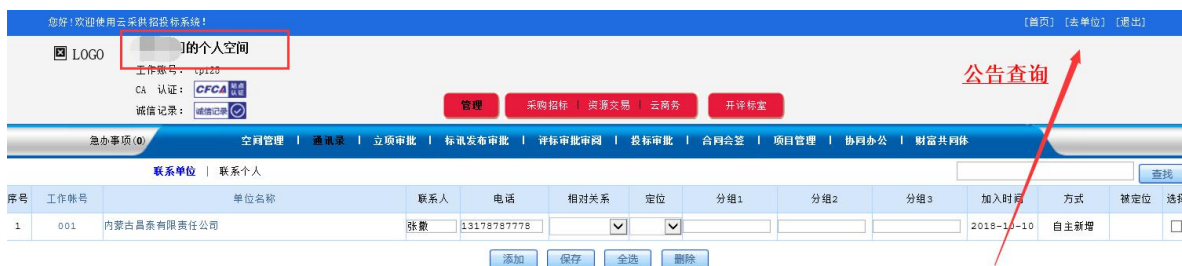 您好!欢迎使用云采供招投标系统! [首页] [去单位] [退出]
LOGO 的个人空间
工作账号: cp120
公告查询
CA 认证: CFCA
诚信记录: 诚信记录
管理 采购招标 | 资源交易 | 云商务 开评标室
急办事项(0) 空间管理 | 通讯录 | 立项审批 | 标讯发布审批 | 评标审批审阅 | 投标审批 | 合同会签 | 项目管理 | 协同办公 | 财富共同体
联系单位 | 联系个人 查找
序号 工作帐号 单位名称 联系人 电话 相对关系 定位 分组1 分组2 分组3 加入时间 方式 被定位 选择
1 001 内蒙古昌泰有限责任公司 张散 13178787778 2018-10-10 自主新增
添加 保存 全选 删除